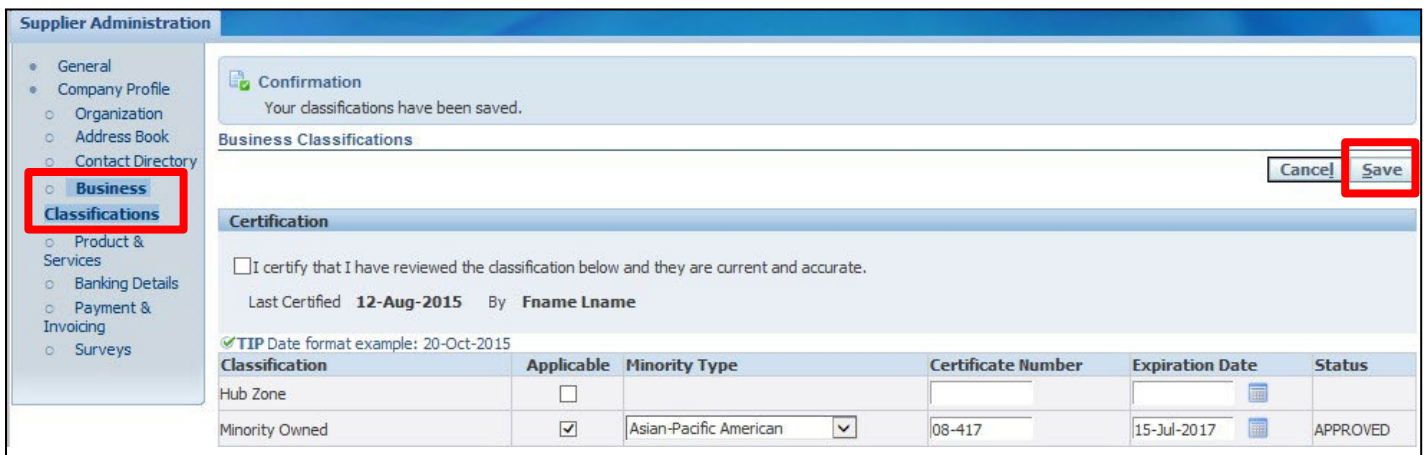 Supplier Administration
General
Company Profile
Organization
Address Book
Contact Directory
Business
Classifications
Product &
Services
Banking Details
Payment &
Invoicing
Surveys
Confirmation
Your classifications have been saved.
Business Classifications
Cancel Save
Certification
I certify that I have reviewed the classification below and they are current and accurate.
Last Certified 12-Aug-2015 By Fname Lname
TIP Date format example: 20-Oct-2015
Classification Applicable Minority Type Certificate Number Expiration Date Status
Hub Zone
Minority Owned Asian-Pacific American 08-417 15-Jul-2017 APPROVED